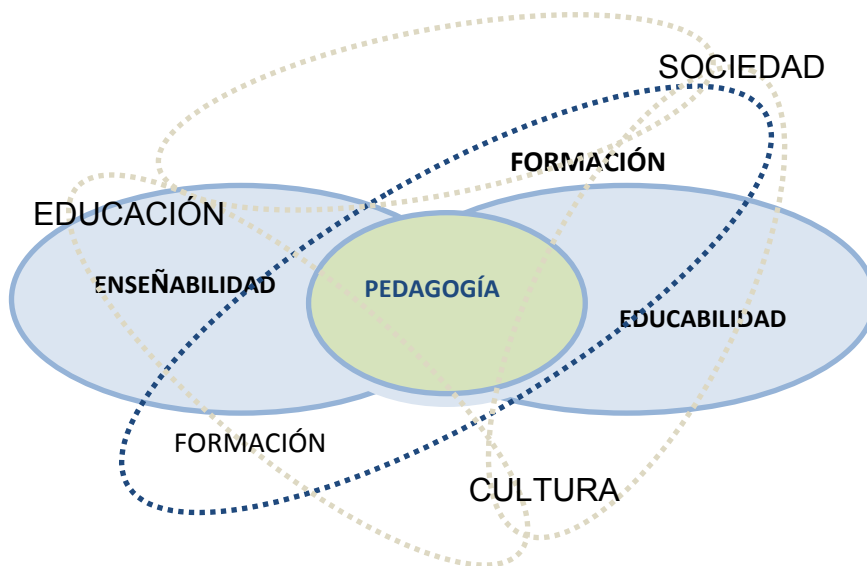 SOCIEDAD
FORMACIÓN
EDUCACIÓN
ENSEÑABILIDAD
PEDAGOGÍA
EDUCABILIDAD
FORMACIÓN
CULTURA